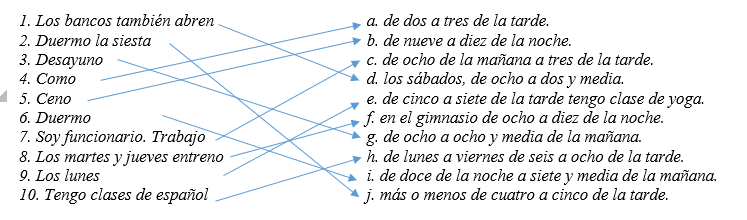 1. Los bancos también abren
2. Duermo la siesta
3. Desayuno
4. Como
5. Ceno
6. Duermo
7. Soy funcionario. Trabajo
8. Los martes y jueves entreno
9. Los lunes
10. Tengo clases de español
a. de dos a tres de la tarde.
b. de nueve a diez de la noche.
c. de ocho de la mañana a tres de la tarde.
d. los sábados, de ocho a dos y media.
e. de cinco a siete de la tarde tengo clase de yoga.
f. en el gimnasio de ocho a diez de la noche.
g. de ocho a ocho y media de la mañana.
h. de lunes a viernes de seis a ocho de la tarde.
i. de doce de la noche a siete y media de la mañana.
j. más o menos de cuatro a cinco de la tarde.